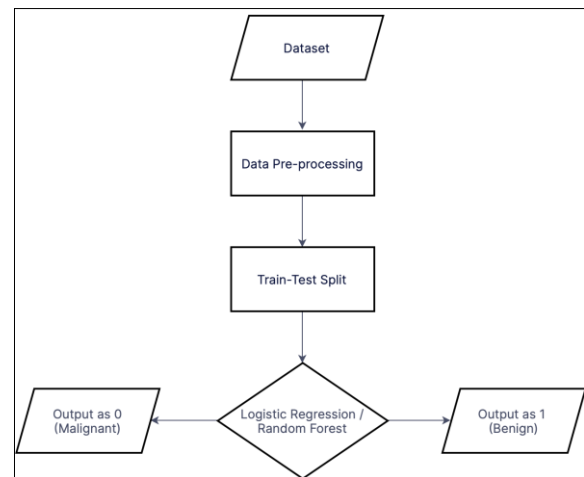 Dataset
Data Pre-processing
Train-Test Split
Logistic Regression /
Random Forest
Output as 0
(Malignant)
Output as 1
(Benign)